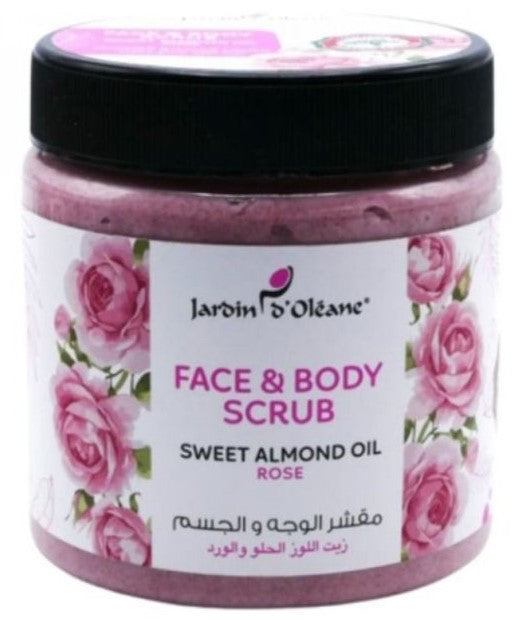 Jardin d'Oléane®
FACE & BODY
SCRUB
SWEET ALMOND OIL
ROSE
مقشر الوجه و الجسم
زيت اللوز الحلو والورد